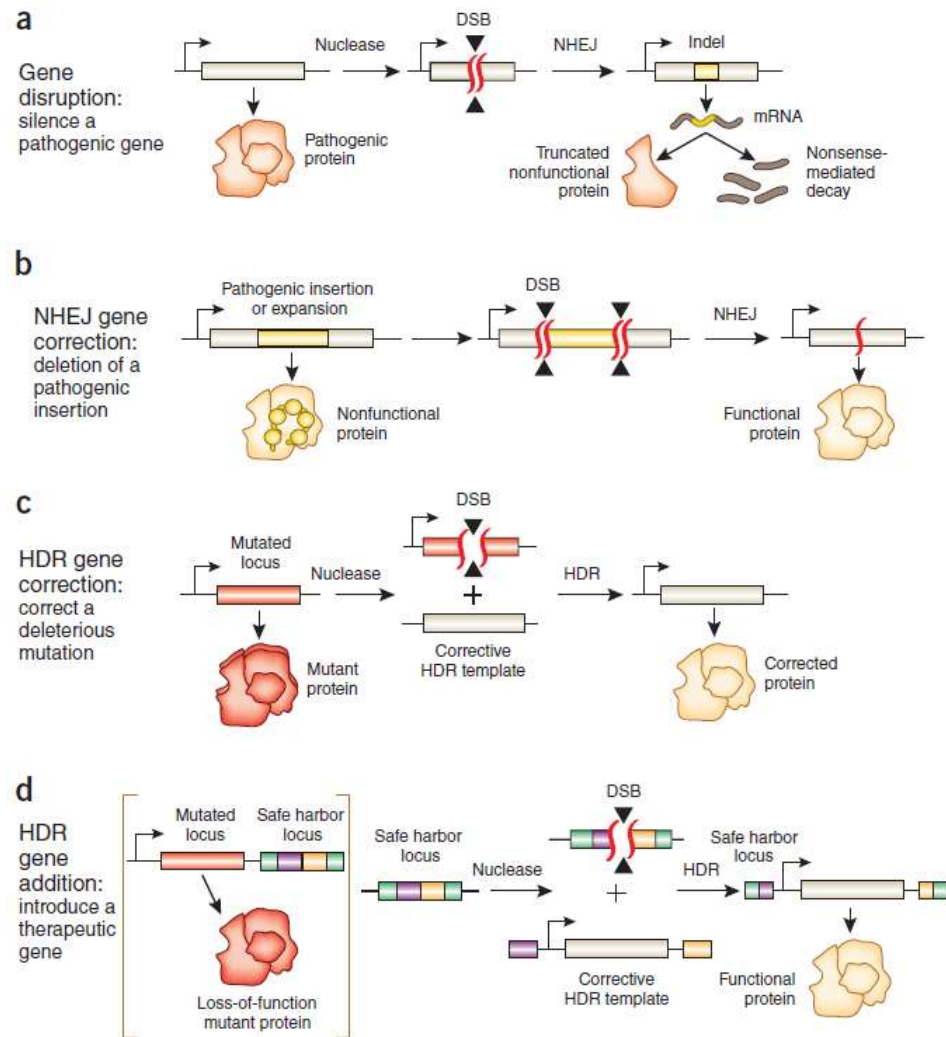 a
Gene
disruption:
silence a
pathogenic gene
Nuclease
DSB
NHEJ
Indel
Pathogenic
protein
mRNA
Truncated
nonfunctional
protein
Nonsense-
mediated
decay
b
NHEJ gene
correction:
deletion of a
pathogenic
insertion
Pathogenic insertion
or expansion
DSB
NHEJ
Nonfunctional
protein
Functional
protein
c
HDR gene
correction:
correct a
deleterious
mutation
Mutated
locus
Nuclease
DSB
+
HDR
Mutant
protein
Corrective
HDR template
Corrected
protein
d
HDR
gene
addition:
introduce a
therapeutic
gene
Mutated
locus
Safe harbor
locus
Loss-of-function
mutant protein
Safe harbor
locus
Nuclease
DSB
+
HDR
Corrective
HDR template
Safe harbor
locus
Functional
protein